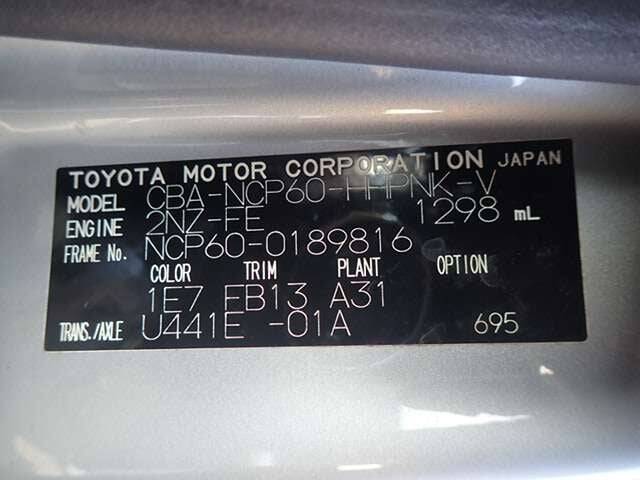 TOYOTA MOTOR CORPORATION JAPAN
MODEL CBA-NCP60-HHPNK-V
ENGINE 2NZ-FE 1298 mL
FRAME No. NCP60-0189816
COLOR TRIM PLANT OPTION
1E7 FB13 A31
TRANS./AXLE U441E -01A 695